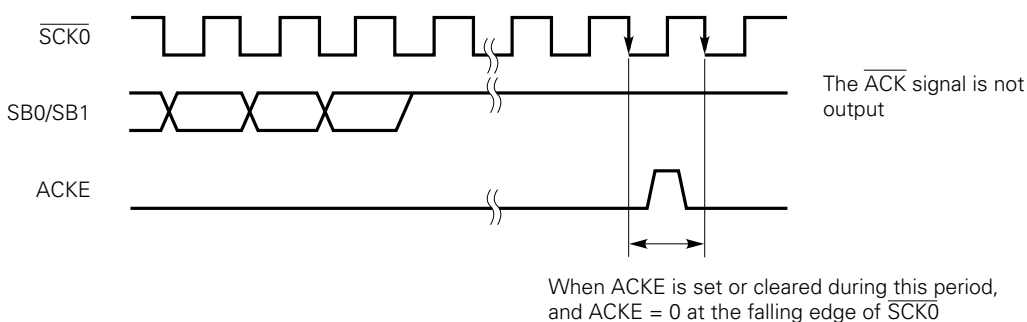 SCK0
The ACK signal is not
output
SB0/SB1
ACKE
When ACKE is set or cleared during this period,
and ACKE = 0 at the falling edge of SCK0